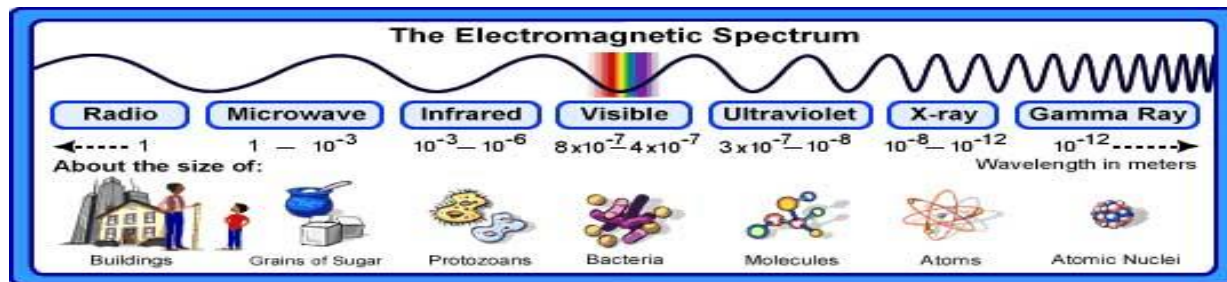 The Electromagnetic Spectrum
Radio Microwave Infrared Visible Ultraviolet X-ray Gamma Ray
1 1 – 10⁻³ 10⁻³– 10⁻⁶ 8x10⁻⁷–4x10⁻⁷ 3x10⁻⁷–10⁻⁸ 10⁻⁸– 10⁻¹² 10⁻¹²
About the size of: Wavelength in meters
Buildings Grains of Sugar Protozoans Bacteria Molecules Atoms Atomic Nuclei